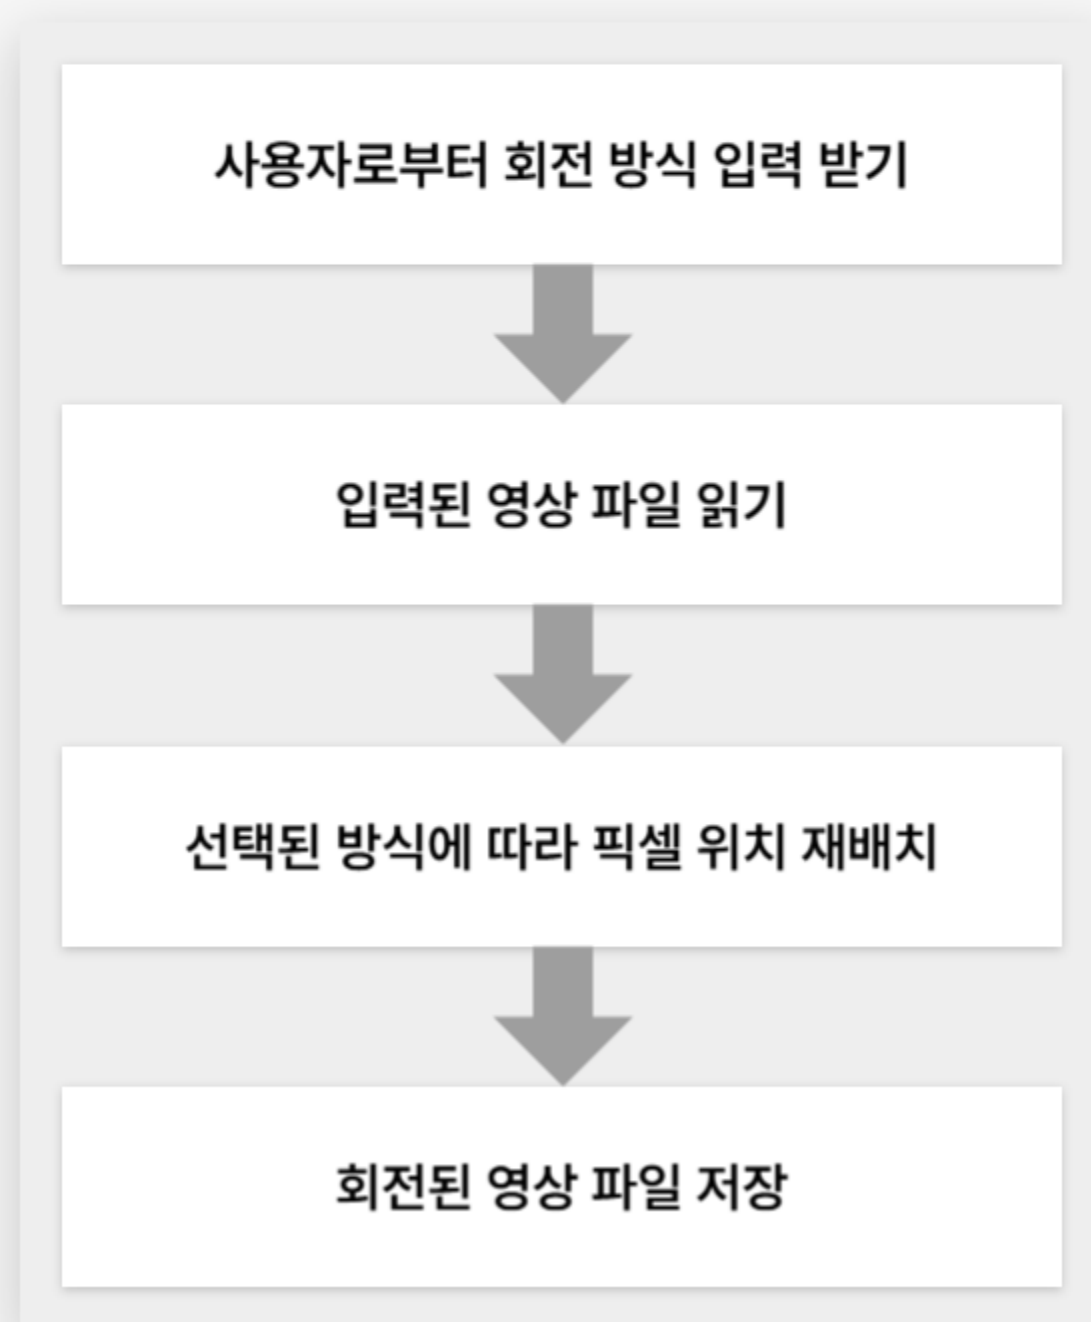 사용자로부터 회전 방식 입력 받기
입력된 영상 파일 읽기
선택된 방식에 따라 픽셀 위치 재배치
회전된 영상 파일 저장